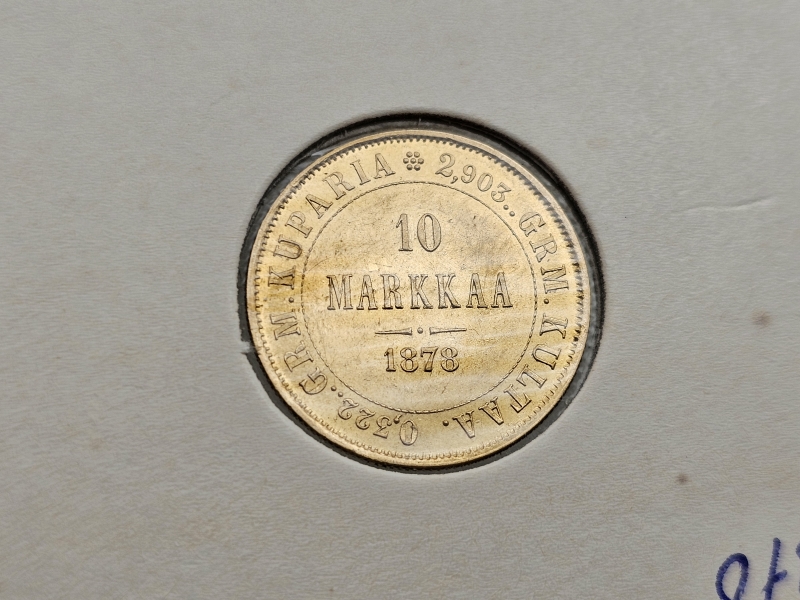 2,903.. GRM. KULTAA.
0,322.. GRM. KUPARIA
10
MARKKAA
1878